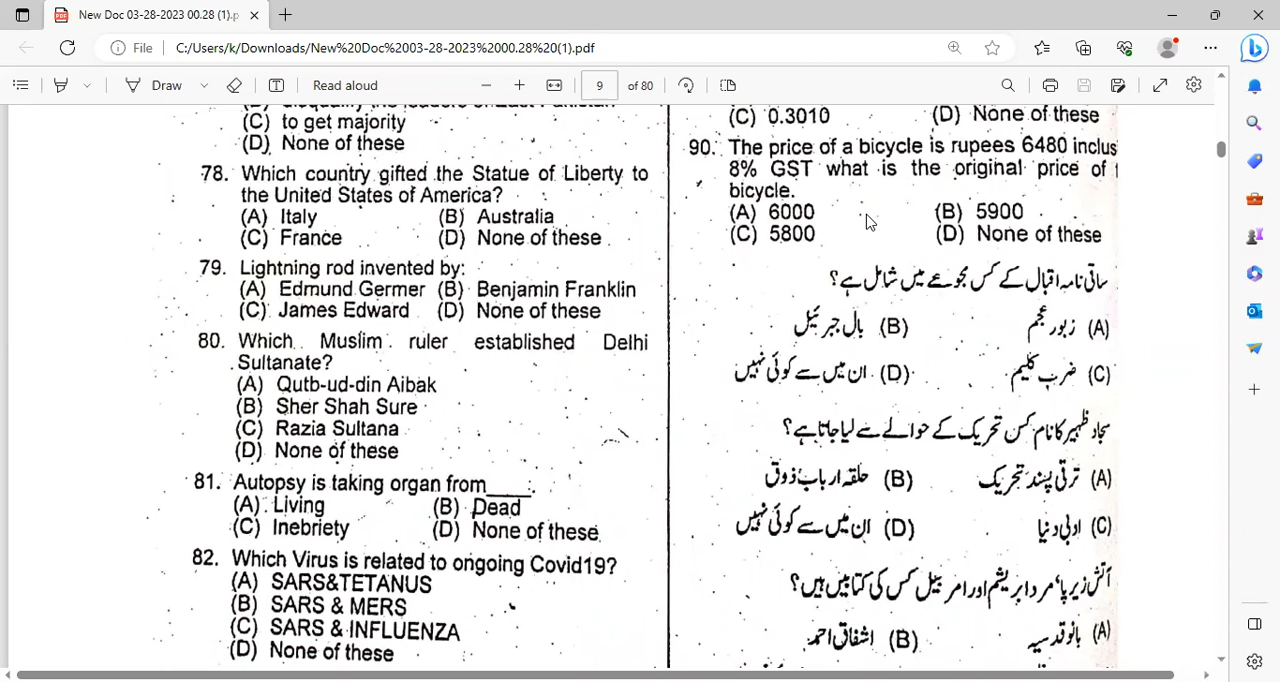 New Doc 03-28-2023 00.28 (1).p
File
C:/Users/k/Downloads/New%20Doc%2003-28-2023%2000.28%20(1).pdf
Draw
Read aloud
9
of 80
(C) to get majority
(D) None of these
78. Which country gifted the Statue of Liberty to
the United States of America?
(A) Italy (B) Australia
(C) France (D) None of these
79. Lightning rod invented by:
(A) Edmund Germer (B) Benjamin Franklin
(C) James Edward (D) None of these
80. Which Muslim ruler established Delhi
Sultanate?
(A) Qutb-ud-din Aibak
(B) Sher Shah Sure
(C) Razia Sultana
(D) None of these
81. Autopsy is taking organ from____:
(A) Living (B) Dead
(C) Inebriety (D) None of these
82. Which Virus is related to ongoing Covid19?
(A) SARS&TETANUS
(B) SARS & MERS
(C) SARS & INFLUENZA
(D) None of these
(C) 0.3010 (D) None of these
90. The price of a bicycle is rupees 6480 inclus
8% GST what is the original price of
bicycle.
(A) 6000 (B) 5900
(C) 5800 (D) None of these
ساقی نامہ اقبال کے کس مجموعے میں شامل ہے؟
(A) زبور عجم (B) بال جبرئیل
(C) ضرب کلیم (D) ان میں سے کوئی نہیں
سجاد ظہیر کا نام کس تحریک کے حوالے سے لیا جاتا ہے؟
(A) ترقی پسند تحریک (B) حلقہ ارباب ذوق
(C) ادبی دنیا (D) ان میں سے کوئی نہیں
آتش زیر پا، مرد ابریشم اور امر بیل کس کی کتابیں ہیں؟
(A) بانو قدسیہ (B) اشفاق احمد